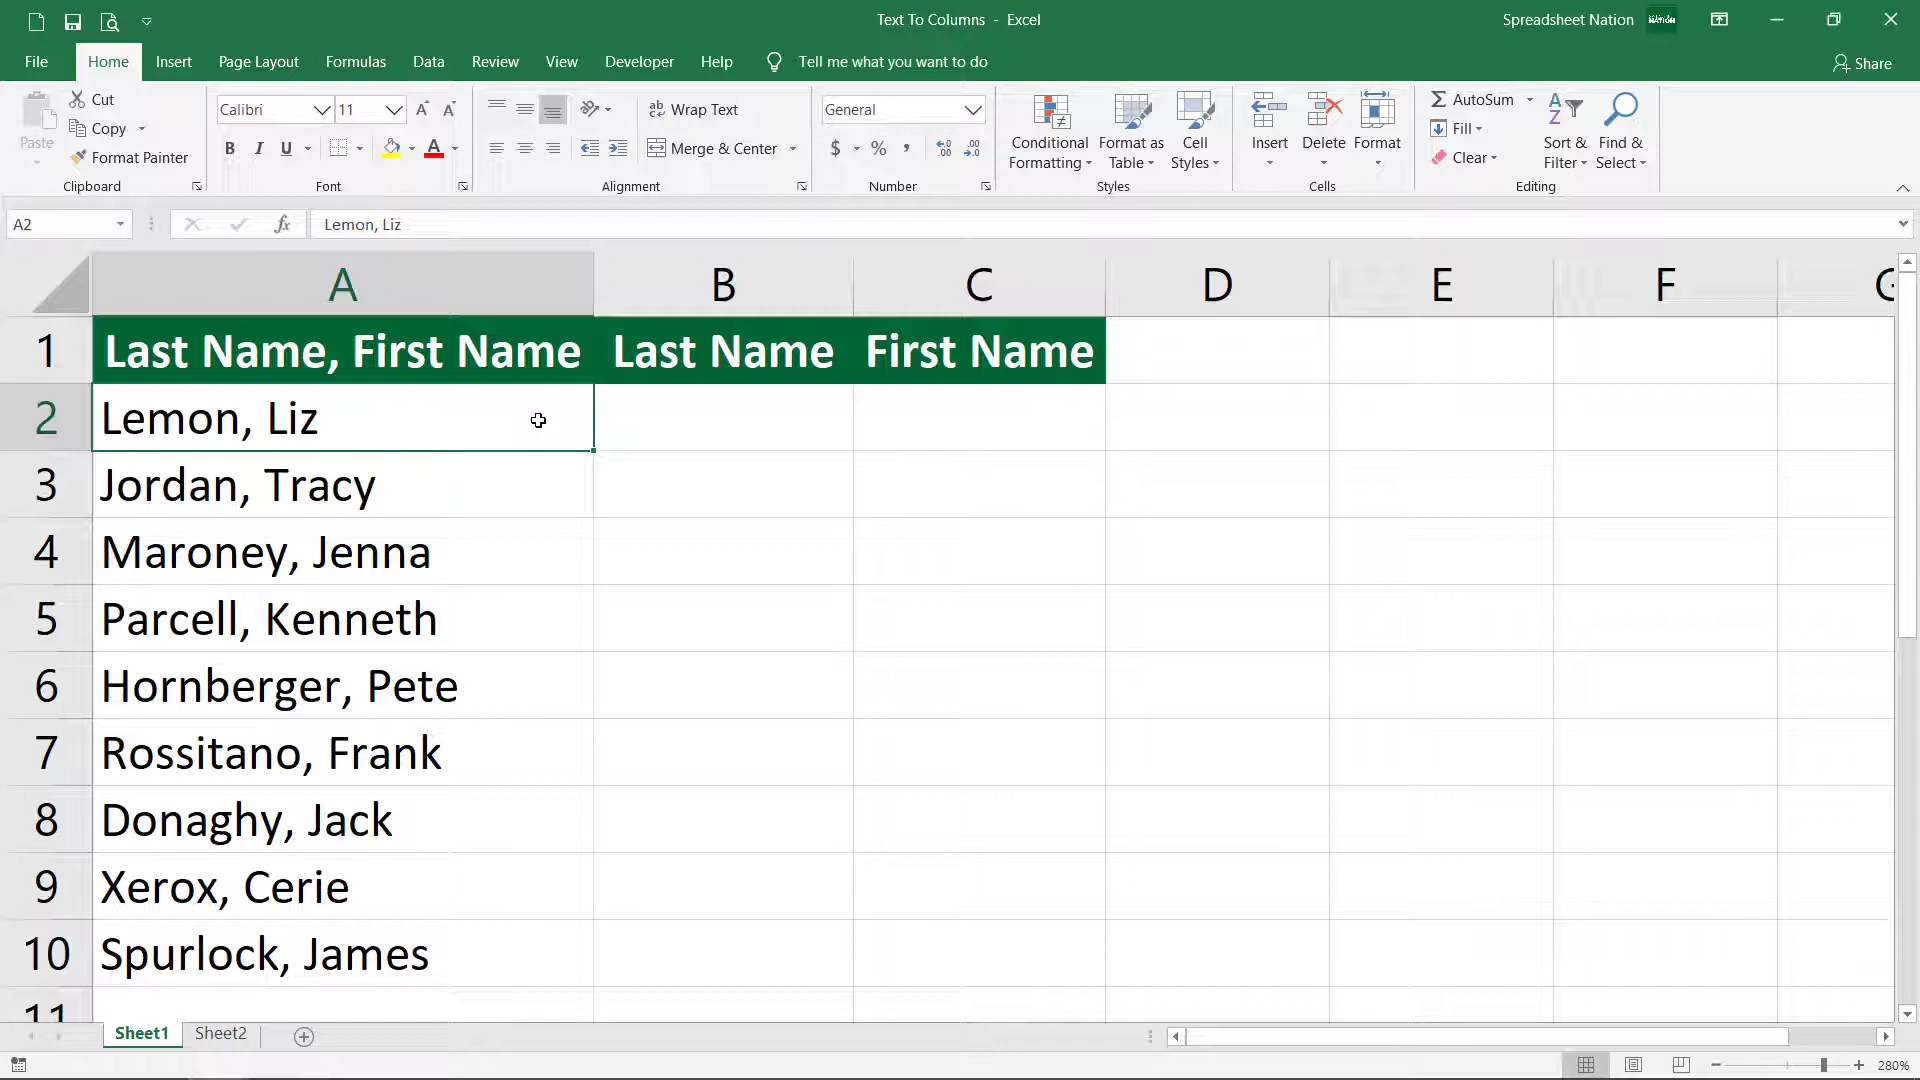 Text To Columns - Excel
Spreadsheet Nation
File Home Insert Page Layout Formulas Data Review View Developer Help Tell me what you want to do Share
Paste
Cut
Copy
Format Painter
Clipboard
Calibri 11
B I U A
Font
ab Wrap Text
Merge & Center
Alignment
General
$ % ,
Number
Conditional Formatting
Format as Table
Cell Styles
Styles
Insert
Delete
Format
Cells
Σ AutoSum
Fill
Clear
Sort & Filter
Find & Select
Editing
A2 fx Lemon, Liz
A B C D E F G
1 Last Name, First Name Last Name First Name
2 Lemon, Liz
3 Jordan, Tracy
4 Maroney, Jenna
5 Parcell, Kenneth
6 Hornberger, Pete
7 Rossitano, Frank
8 Donaghy, Jack
9 Xerox, Cerie
10 Spurlock, James
11
Sheet1 Sheet2
280%